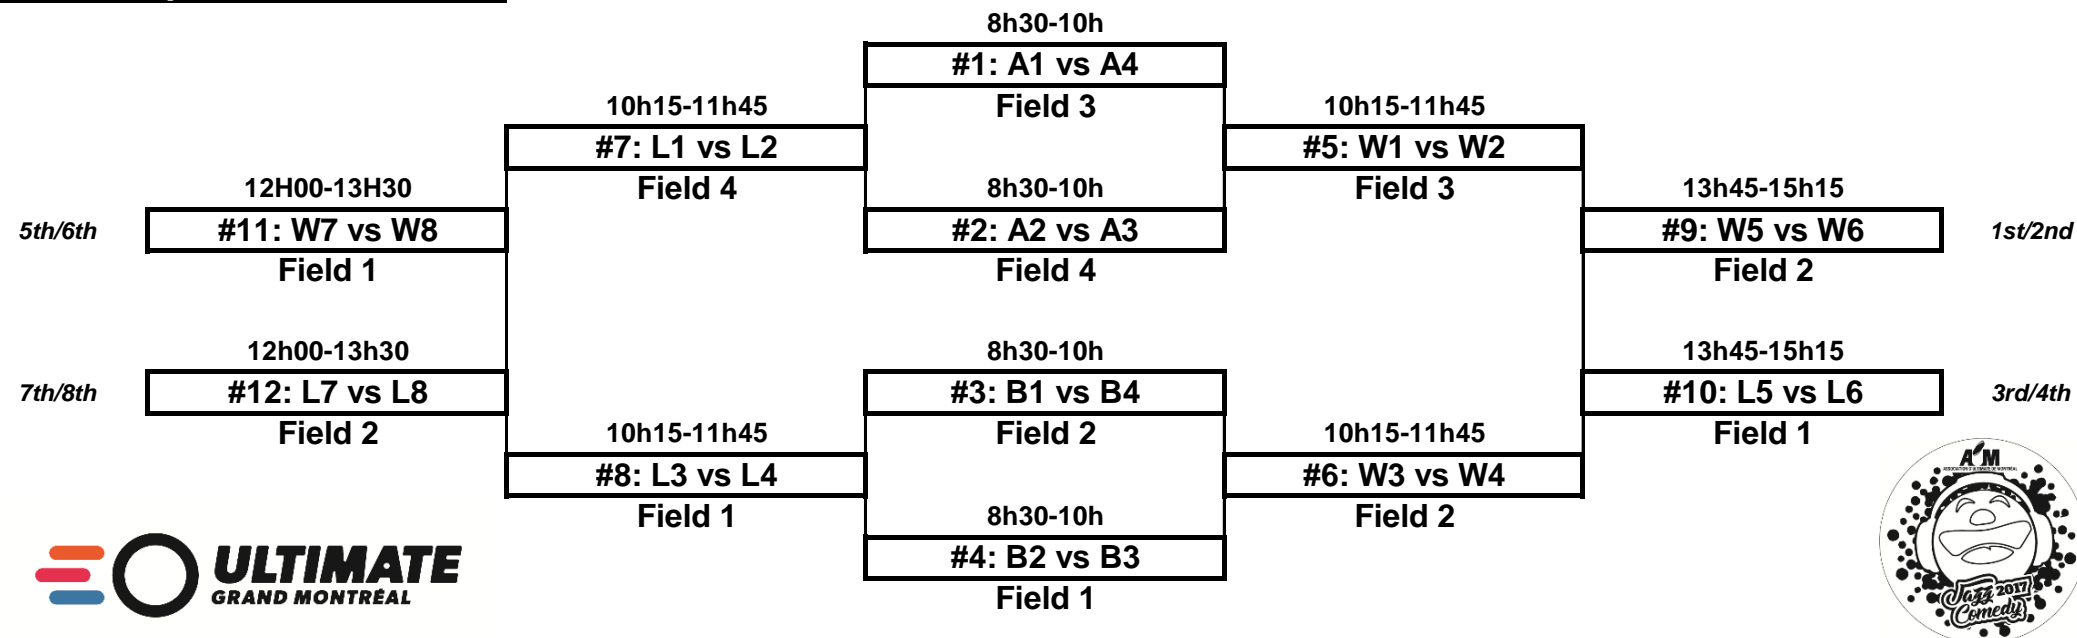 8h30-10h
#1: A1 vs A4
10h15-11h45 Field 3 10h15-11h45
#7: L1 vs L2 #5: W1 vs W2
12H00-13H30 Field 4 8h30-10h Field 3 13h45-15h15
5th/6th #11: W7 vs W8 #2: A2 vs A3 #9: W5 vs W6 1st/2nd
Field 1 Field 4 Field 2
12h00-13h30 8h30-10h 13h45-15h15
7th/8th #12: L7 vs L8 #3: B1 vs B4 #10: L5 vs L6 3rd/4th
Field 2 10h15-11h45 Field 2 10h15-11h45 Field 1
#8: L3 vs L4 #6: W3 vs W4
Field 1 8h30-10h Field 2
#4: B2 vs B3
Field 1
ULTIMATE
GRAND MONTRÉAL
ASSOCIATION D'ULTIMATE DE MONTRÉAL
Jazz 2017
Comedy